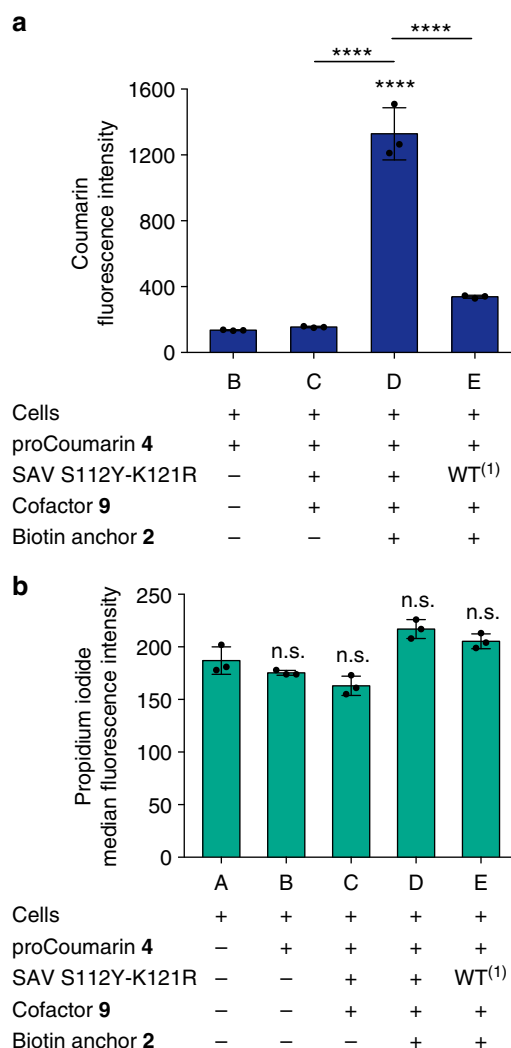 a
**** ****
****
Coumarin
fluorescence intensity
1600
1200
800
400
0
B C D E
Cells + + + +
proCoumarin 4 + + + +
SAV S112Y-K121R – + + WT(1)
Cofactor 9 – + + +
Biotin anchor 2 – – + +
b
Propidium iodide
median fluorescence intensity
250
200
150
100
50
0
n.s. n.s. n.s. n.s.
A B C D E
Cells + + + + +
proCoumarin 4 – + + + +
SAV S112Y-K121R – – + + WT(1)
Cofactor 9 – – + + +
Biotin anchor 2 – – – + +